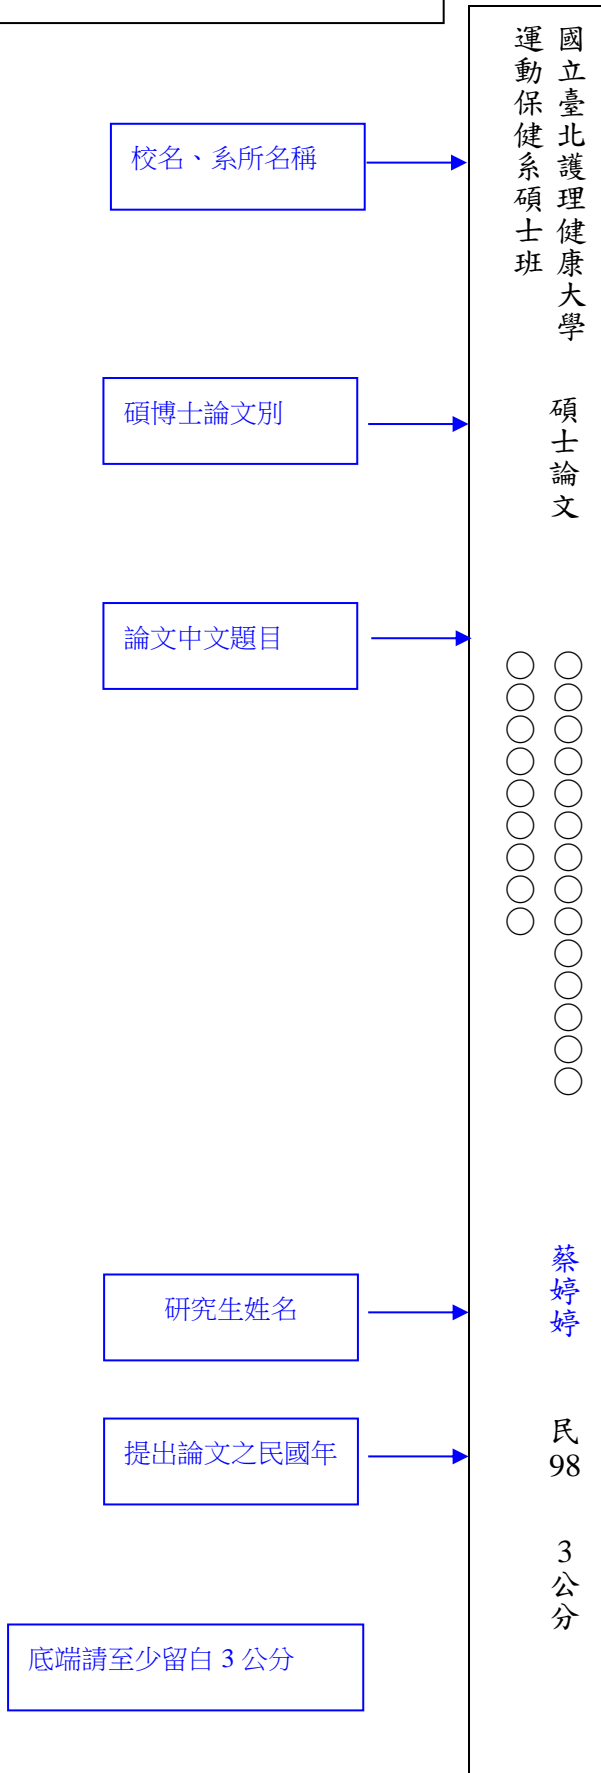 國立臺北護理健康大學
運動保健系碩士班
校名、系所名稱
碩士論文
碩博士論文別
論文中文題目
○○○○○○○○○○○○○○
○○○○○○○○○
蔡婷婷
研究生姓名
民98
提出論文之民國年
3公分
底端請至少留白 3 公分